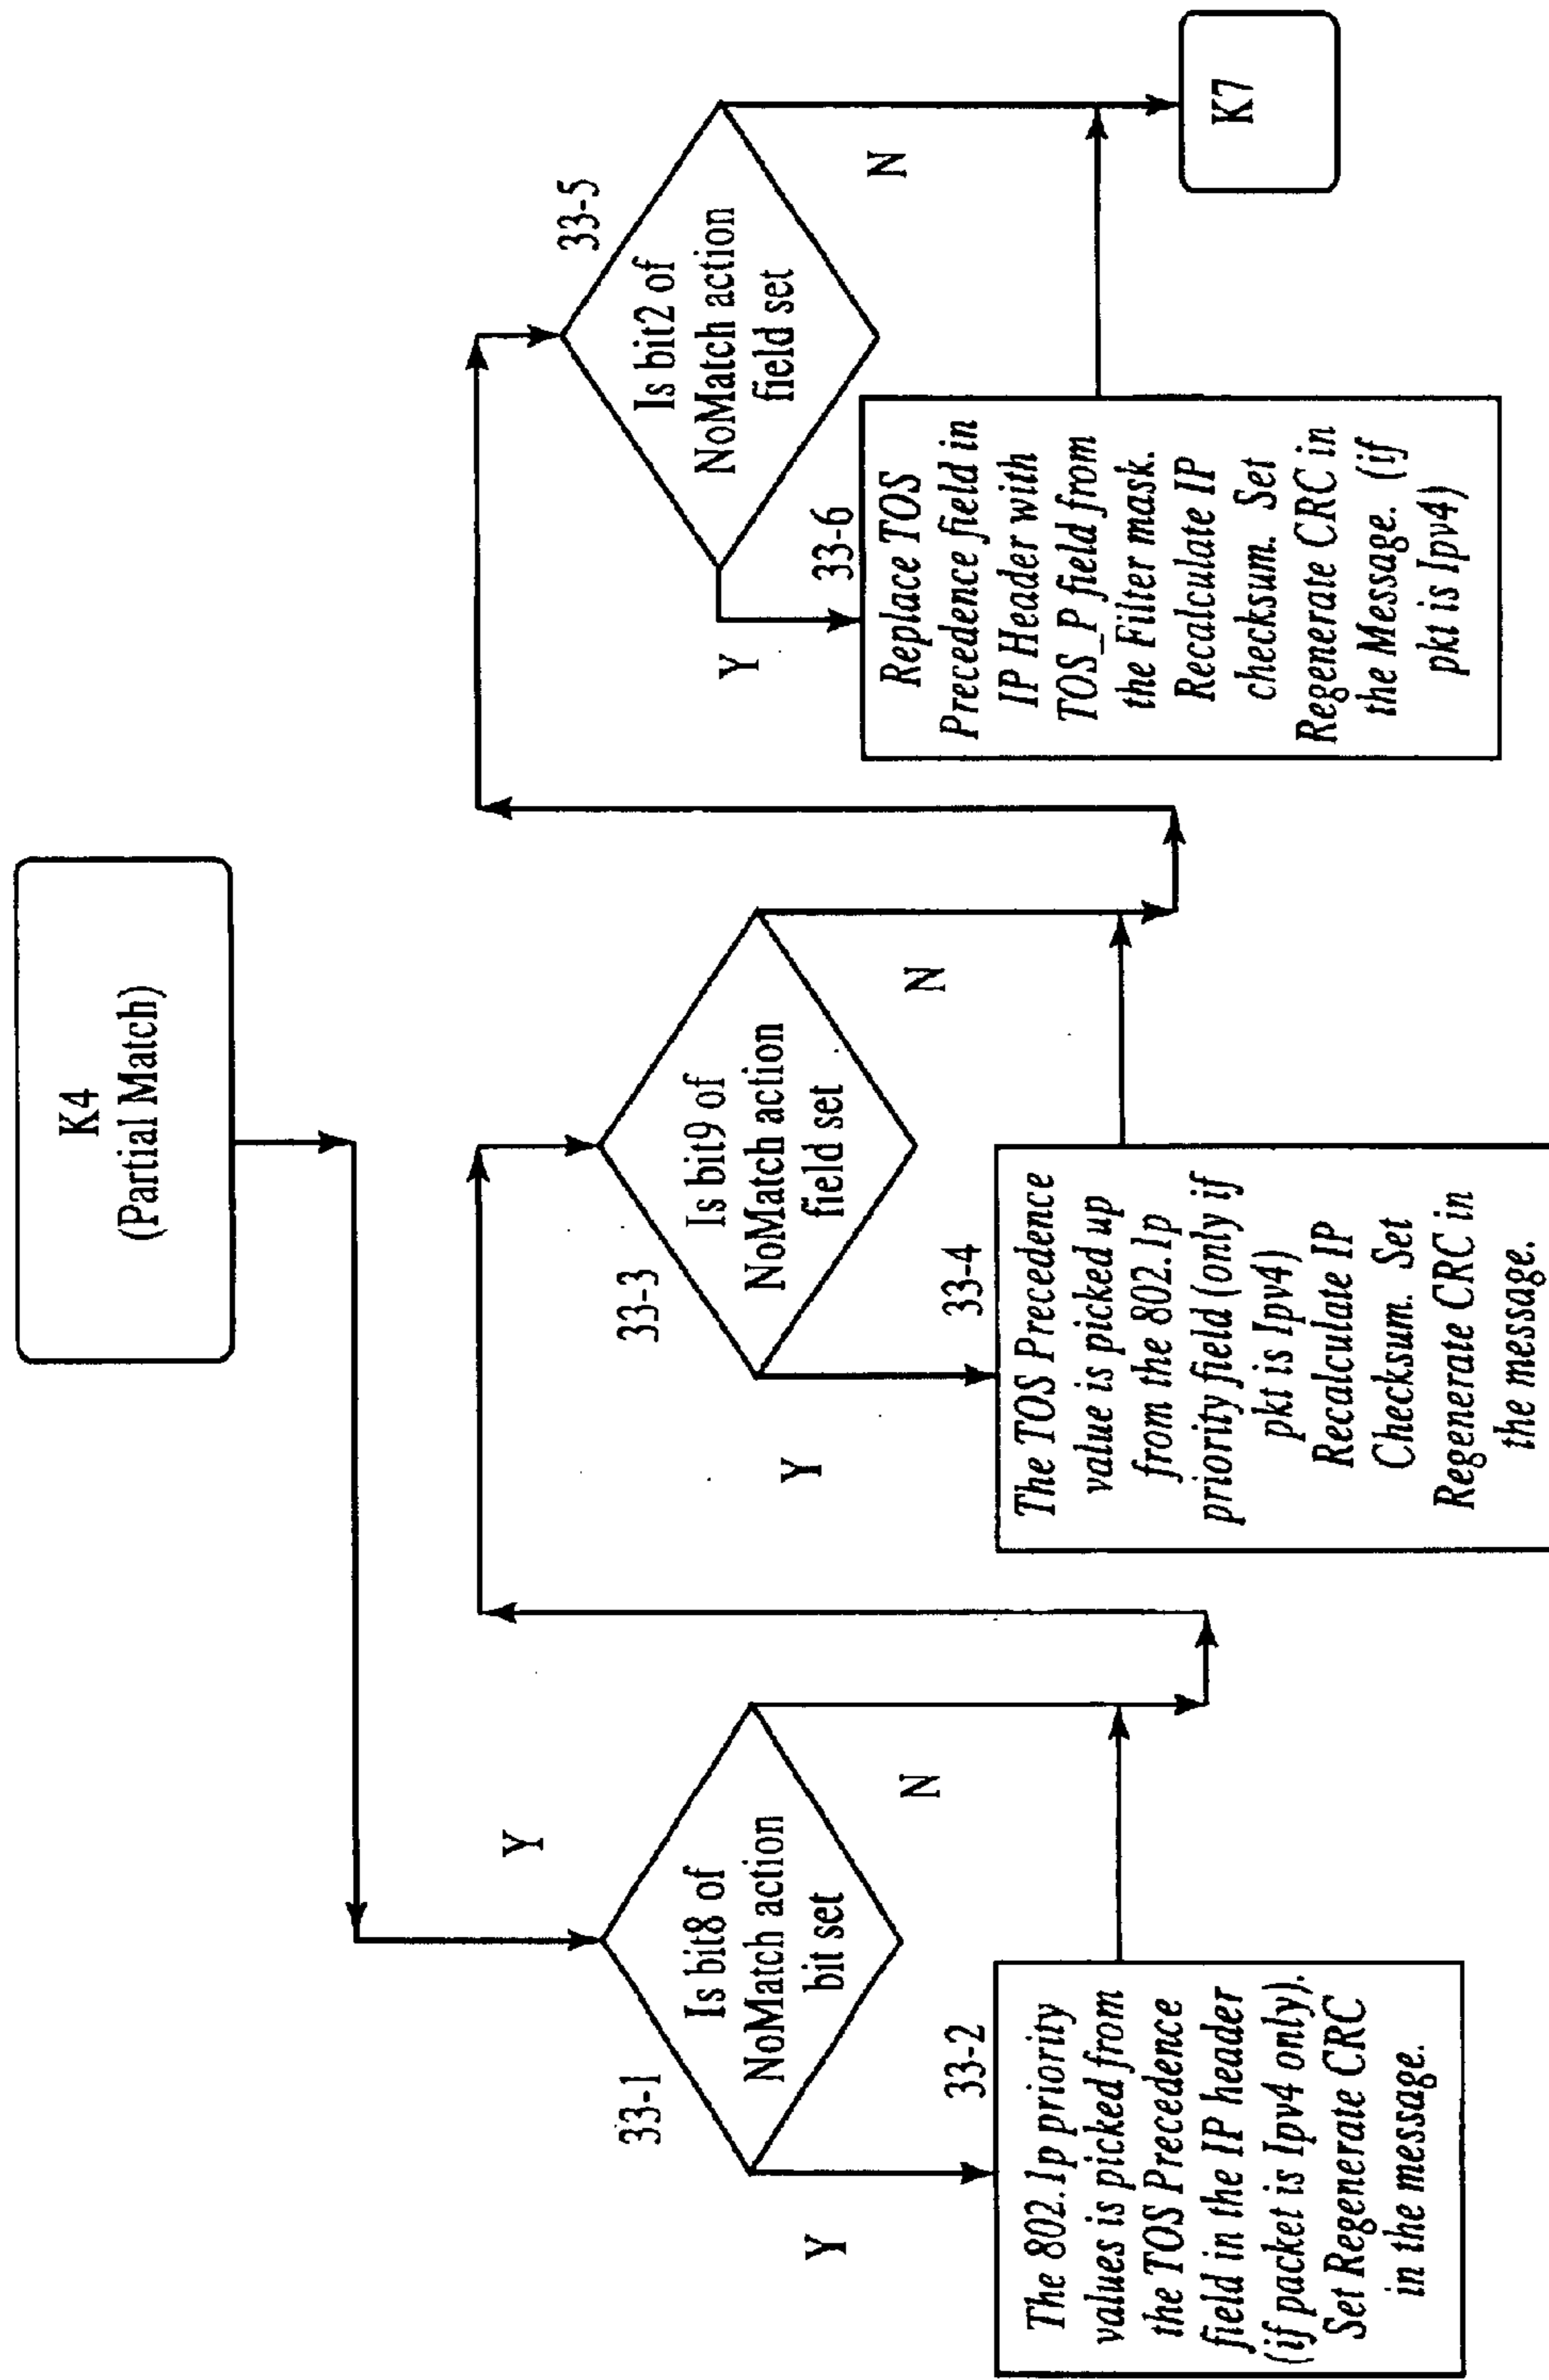 K4
(Partial Match)
Y
33-1
Is bit8 of
NoMatch action
bit set
Y
N
33-2
The 802.1p priority
values is picked from
the TOS Precedence
field in the IP header
(if packet is Ipv4 only).
Set Regenerate CRC
in the message.
33-3
Is bit9 of
NoMatch action
field set
Y
N
33-4
The TOS Precedence
value is picked up
from the 802.1p
priority field (only if
pkt is Ipv4)
Recalculate IP
Checksum. Set
Regenerate CRC in
the message.
33-5
Is bit2 of
NoMatch action
field set
Y
N
33-6
Replace TOS
Precedence field in
IP Header with
TOS_P field from
the Filter mask.
Recalculate IP
checksum. Set
Regenerate CRC in
the Message. (if
pkt is Ipv4)
K7